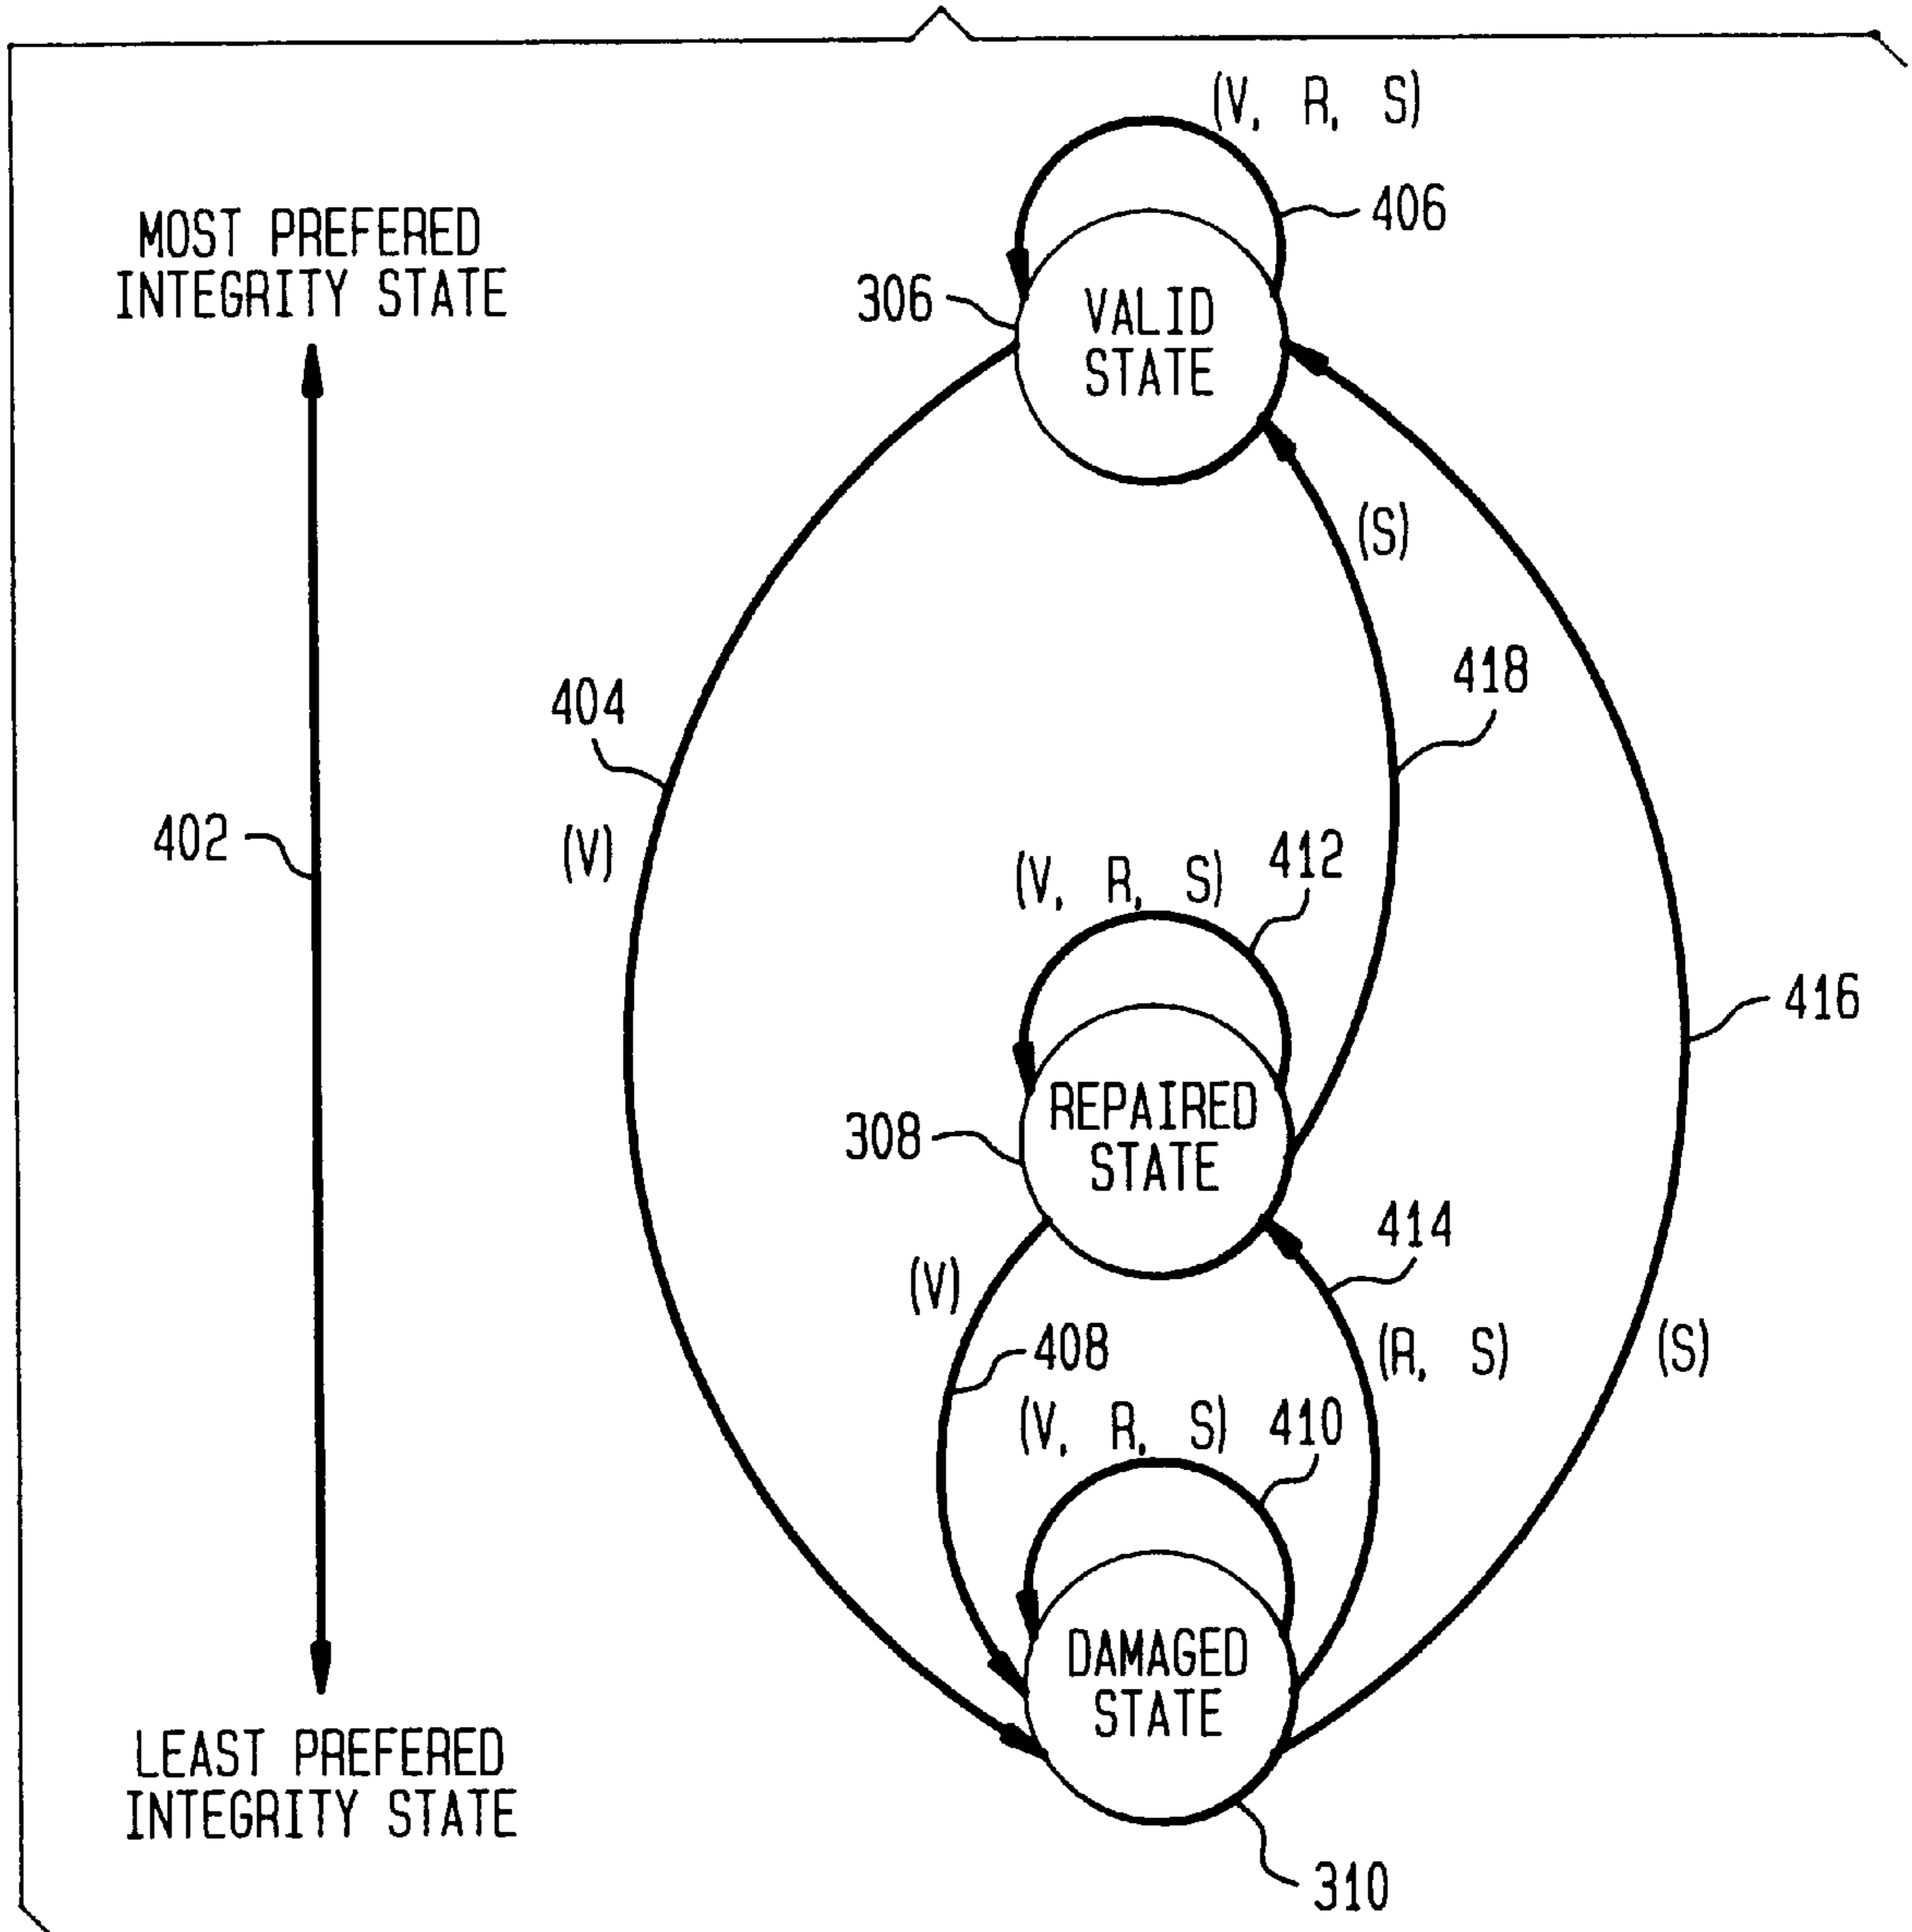 (V, R, S)
406
MOST PREFERED
INTEGRITY STATE
306
VALID
STATE
(S)
418
404
402
(V)
(V, R, S)
412
416
REPAIRED
STATE
308
414
(V)
408
(R, S)
(S)
(V, R, S)
410
DAMAGED
STATE
LEAST PREFERED
INTEGRITY STATE
310